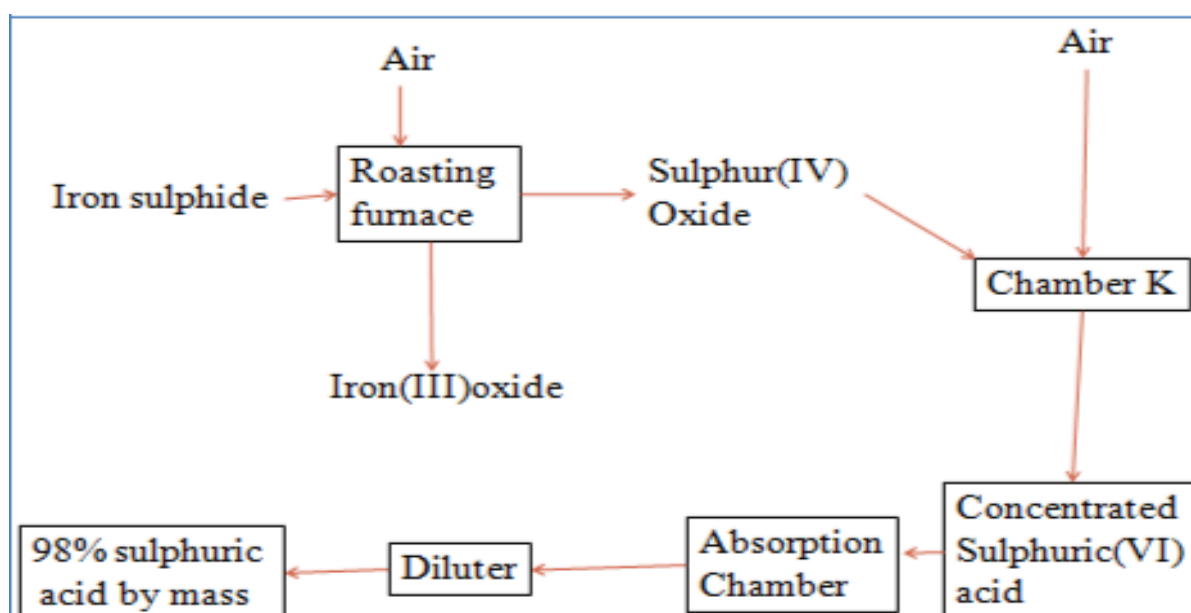 Air
Air
Iron sulphide
Roasting
furnace
Sulphur(IV)
Oxide
Chamber K
Iron(III)oxide
98% sulphuric
acid by mass
Diluter
Absorption
Chamber
Concentrated
Sulphuric(VI)
acid